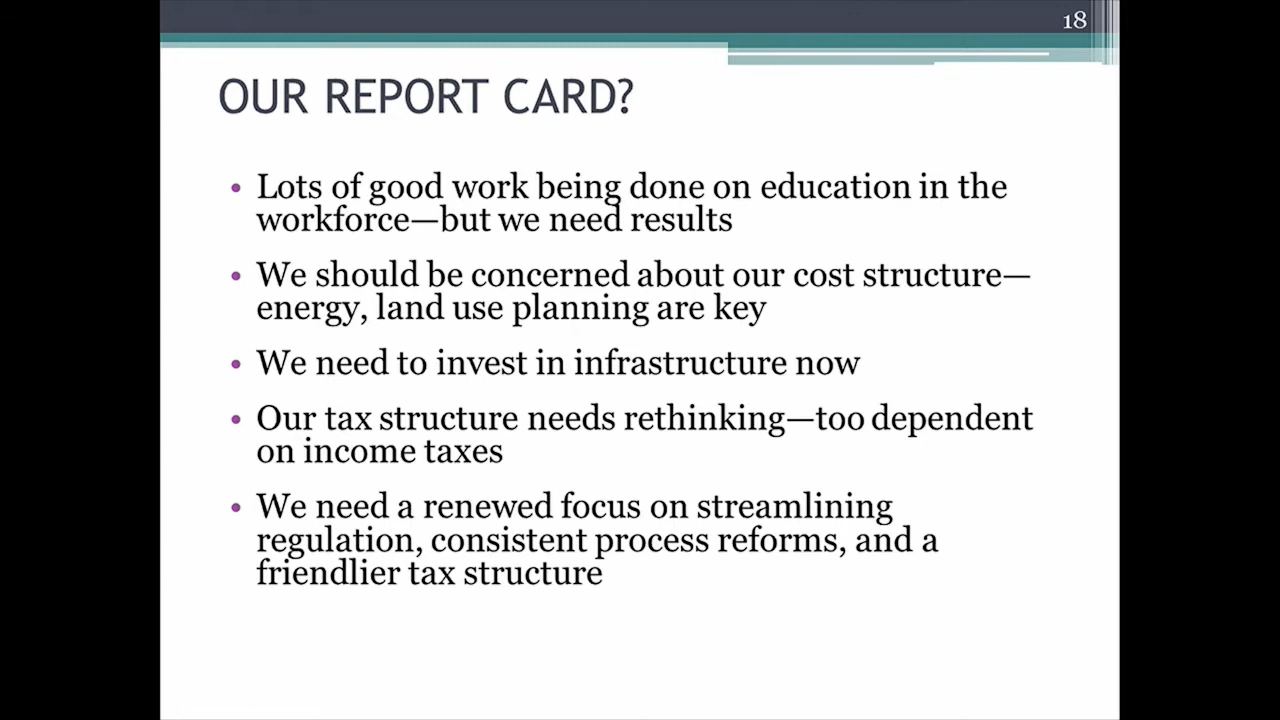 18
OUR REPORT CARD?
• Lots of good work being done on education in the
workforce—but we need results
• We should be concerned about our cost structure—
energy, land use planning are key
• We need to invest in infrastructure now
• Our tax structure needs rethinking—too dependent
on income taxes
• We need a renewed focus on streamlining
regulation, consistent process reforms, and a
friendlier tax structure